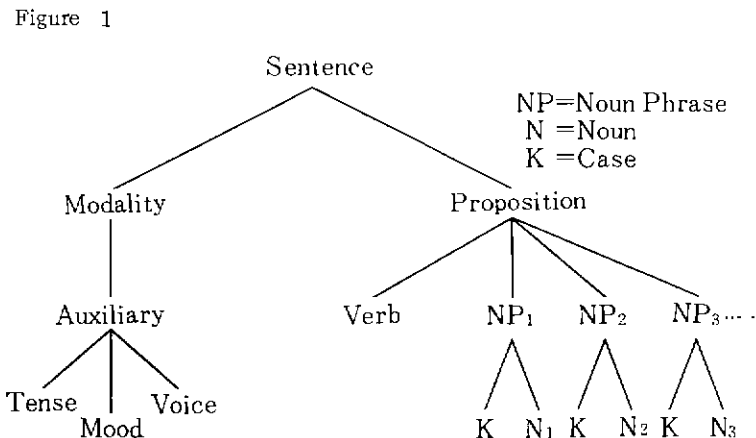 Figure 1
Sentence
NP=Noun Phrase
N =Noun
K =Case
Modality Proposition
Auxiliary Verb NP₁ NP₂ NP₃....
Tense Mood Voice
K N₁ K N₂ K N₃